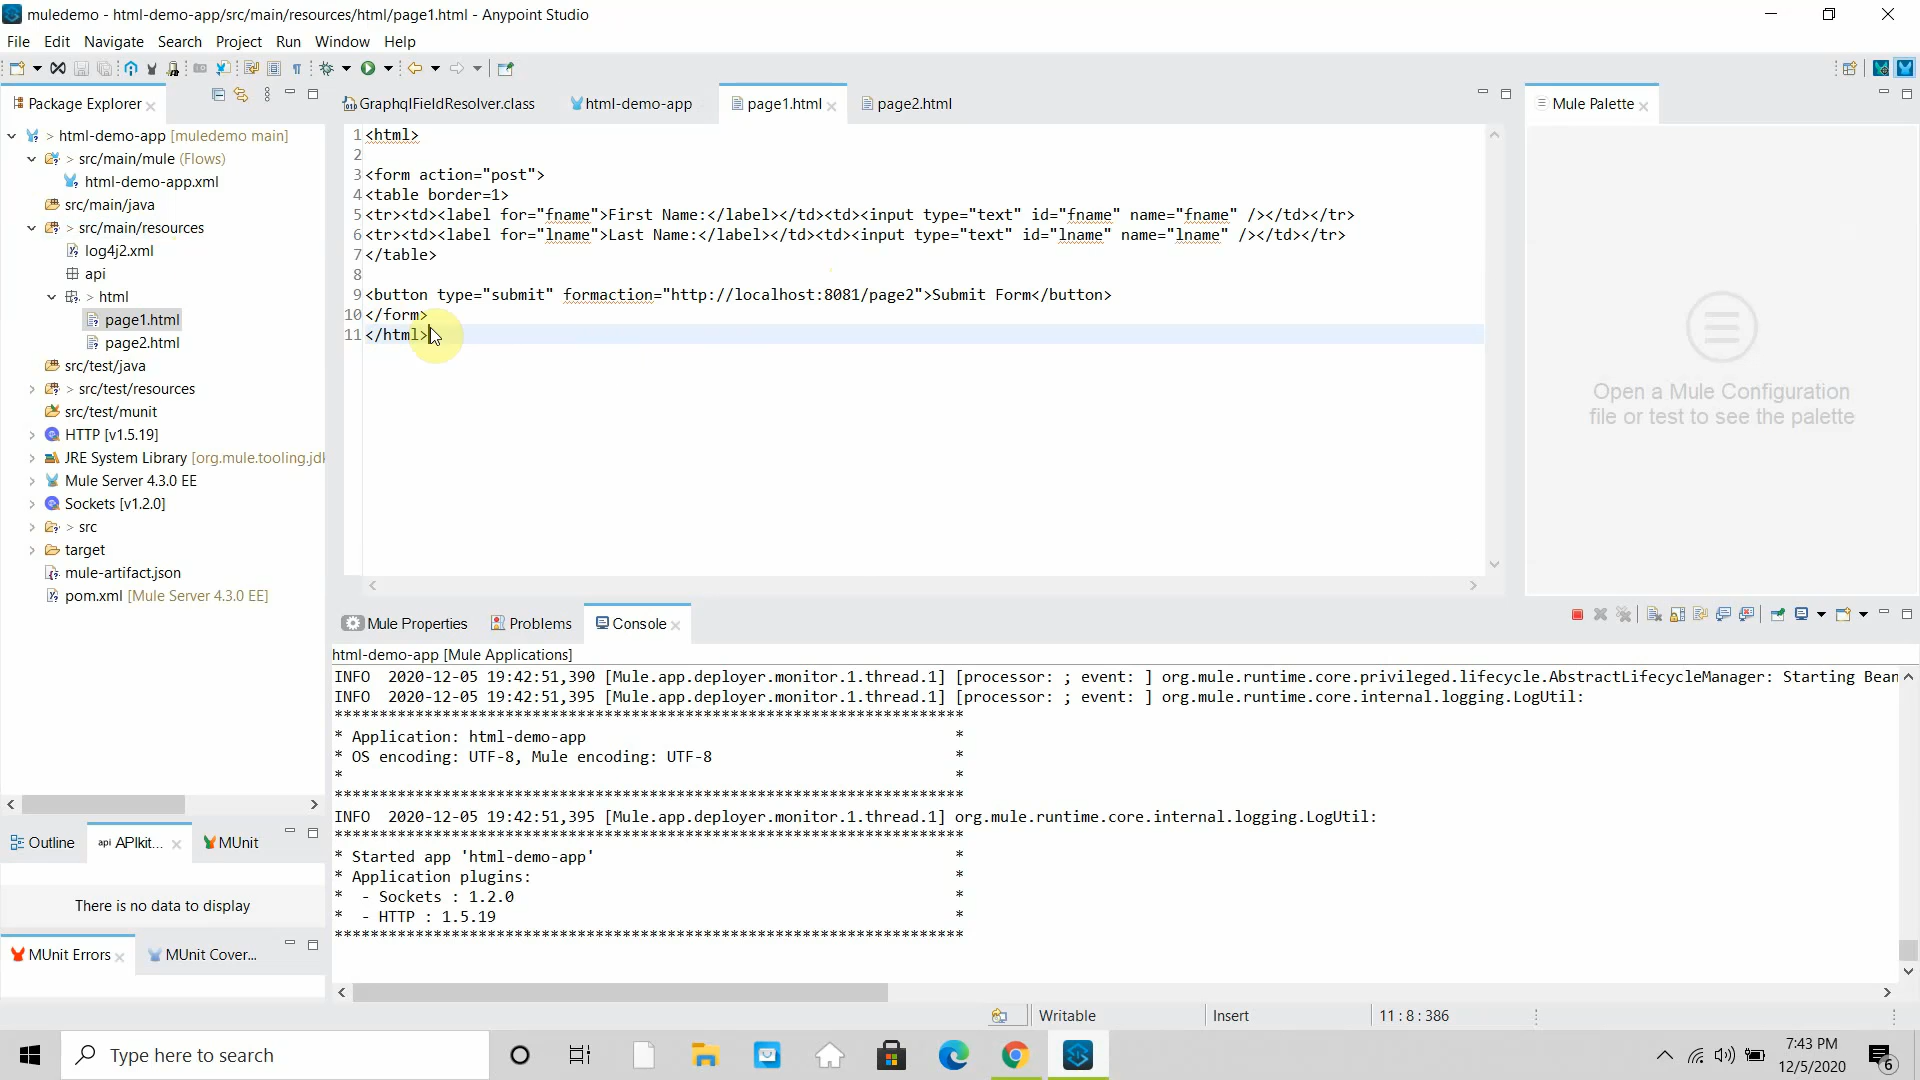 muledemo - html-demo-app/src/main/resources/html/page1.html - Anypoint Studio
File Edit Navigate Search Project Run Window Help
Package Explorer
html-demo-app [muledemo main]
> src/main/mule (Flows)
html-demo-app.xml
src/main/java
> src/main/resources
log4j2.xml
api
> html
page1.html
page2.html
src/test/java
> src/test/resources
src/test/munit
HTTP [v1.5.19]
JRE System Library [org.mule.tooling.jdk
Mule Server 4.3.0 EE
Sockets [v1.2.0]
> src
target
mule-artifact.json
pom.xml [Mule Server 4.3.0 EE]
GraphqlFieldResolver.class html-demo-app page1.html page2.html
1 <html>
2
3 <form action="post">
4 <table border=1>
5 <tr><td><label for="fname">First Name:</label></td><td><input type="text" id="fname" name="fname" /></td></tr>
6 <tr><td><label for="lname">Last Name:</label></td><td><input type="text" id="lname" name="lname" /></td></tr>
7 </table>
8
9 <button type="submit" formaction="http://localhost:8081/page2">Submit Form</button>
10 </form>
11 </html>
Mule Palette
Open a Mule Configuration
file or test to see the palette
Outline api APIkit... MUnit
There is no data to display
MUnit Errors MUnit Cover...
Mule Properties Problems Console
html-demo-app [Mule Applications]
INFO 2020-12-05 19:42:51,390 [Mule.app.deployer.monitor.1.thread.1] [processor: ; event: ] org.mule.runtime.core.privileged.lifecycle.AbstractLifecycleManager: Starting Bean
INFO 2020-12-05 19:42:51,395 [Mule.app.deployer.monitor.1.thread.1] [processor: ; event: ] org.mule.runtime.core.internal.logging.LogUtil:
**********************************************************************
* Application: html-demo-app *
* OS encoding: UTF-8, Mule encoding: UTF-8 *
* *
**********************************************************************
INFO 2020-12-05 19:42:51,395 [Mule.app.deployer.monitor.1.thread.1] org.mule.runtime.core.internal.logging.LogUtil:
**********************************************************************
* Started app 'html-demo-app' *
* Application plugins: *
* - Sockets : 1.2.0 *
* - HTTP : 1.5.19 *
**********************************************************************
Writable Insert 11 : 8 : 386
Type here to search
7:43 PM
12/5/2020
6